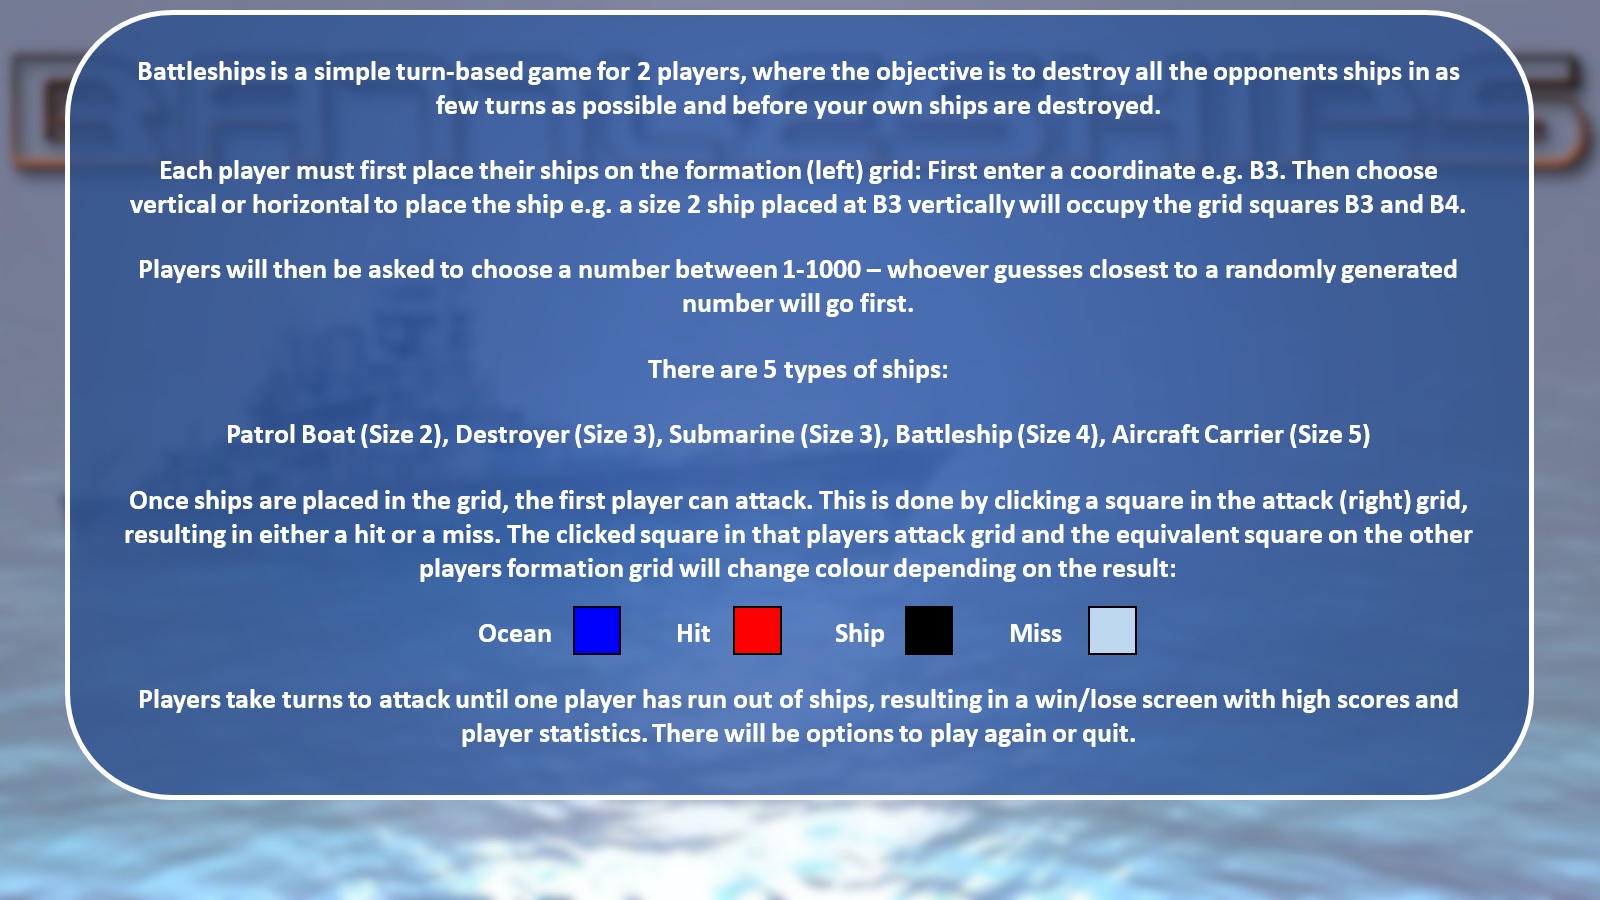 BATTLESHIPS
Battleships is a simple turn-based game for 2 players, where the objective is to destroy all the opponents ships in as
few turns as possible and before your own ships are destroyed.
Each player must first place their ships on the formation (left) grid: First enter a coordinate e.g. B3. Then choose
vertical or horizontal to place the ship e.g. a size 2 ship placed at B3 vertically will occupy the grid squares B3 and B4.
Players will then be asked to choose a number between 1-1000 – whoever guesses closest to a randomly generated
number will go first.
There are 5 types of ships:
Patrol Boat (Size 2), Destroyer (Size 3), Submarine (Size 3), Battleship (Size 4), Aircraft Carrier (Size 5)
Once ships are placed in the grid, the first player can attack. This is done by clicking a square in the attack (right) grid,
resulting in either a hit or a miss. The clicked square in that players attack grid and the equivalent square on the other
players formation grid will change colour depending on the result:
Ocean Hit Ship Miss
Players take turns to attack until one player has run out of ships, resulting in a win/lose screen with high scores and
player statistics. There will be options to play again or quit.